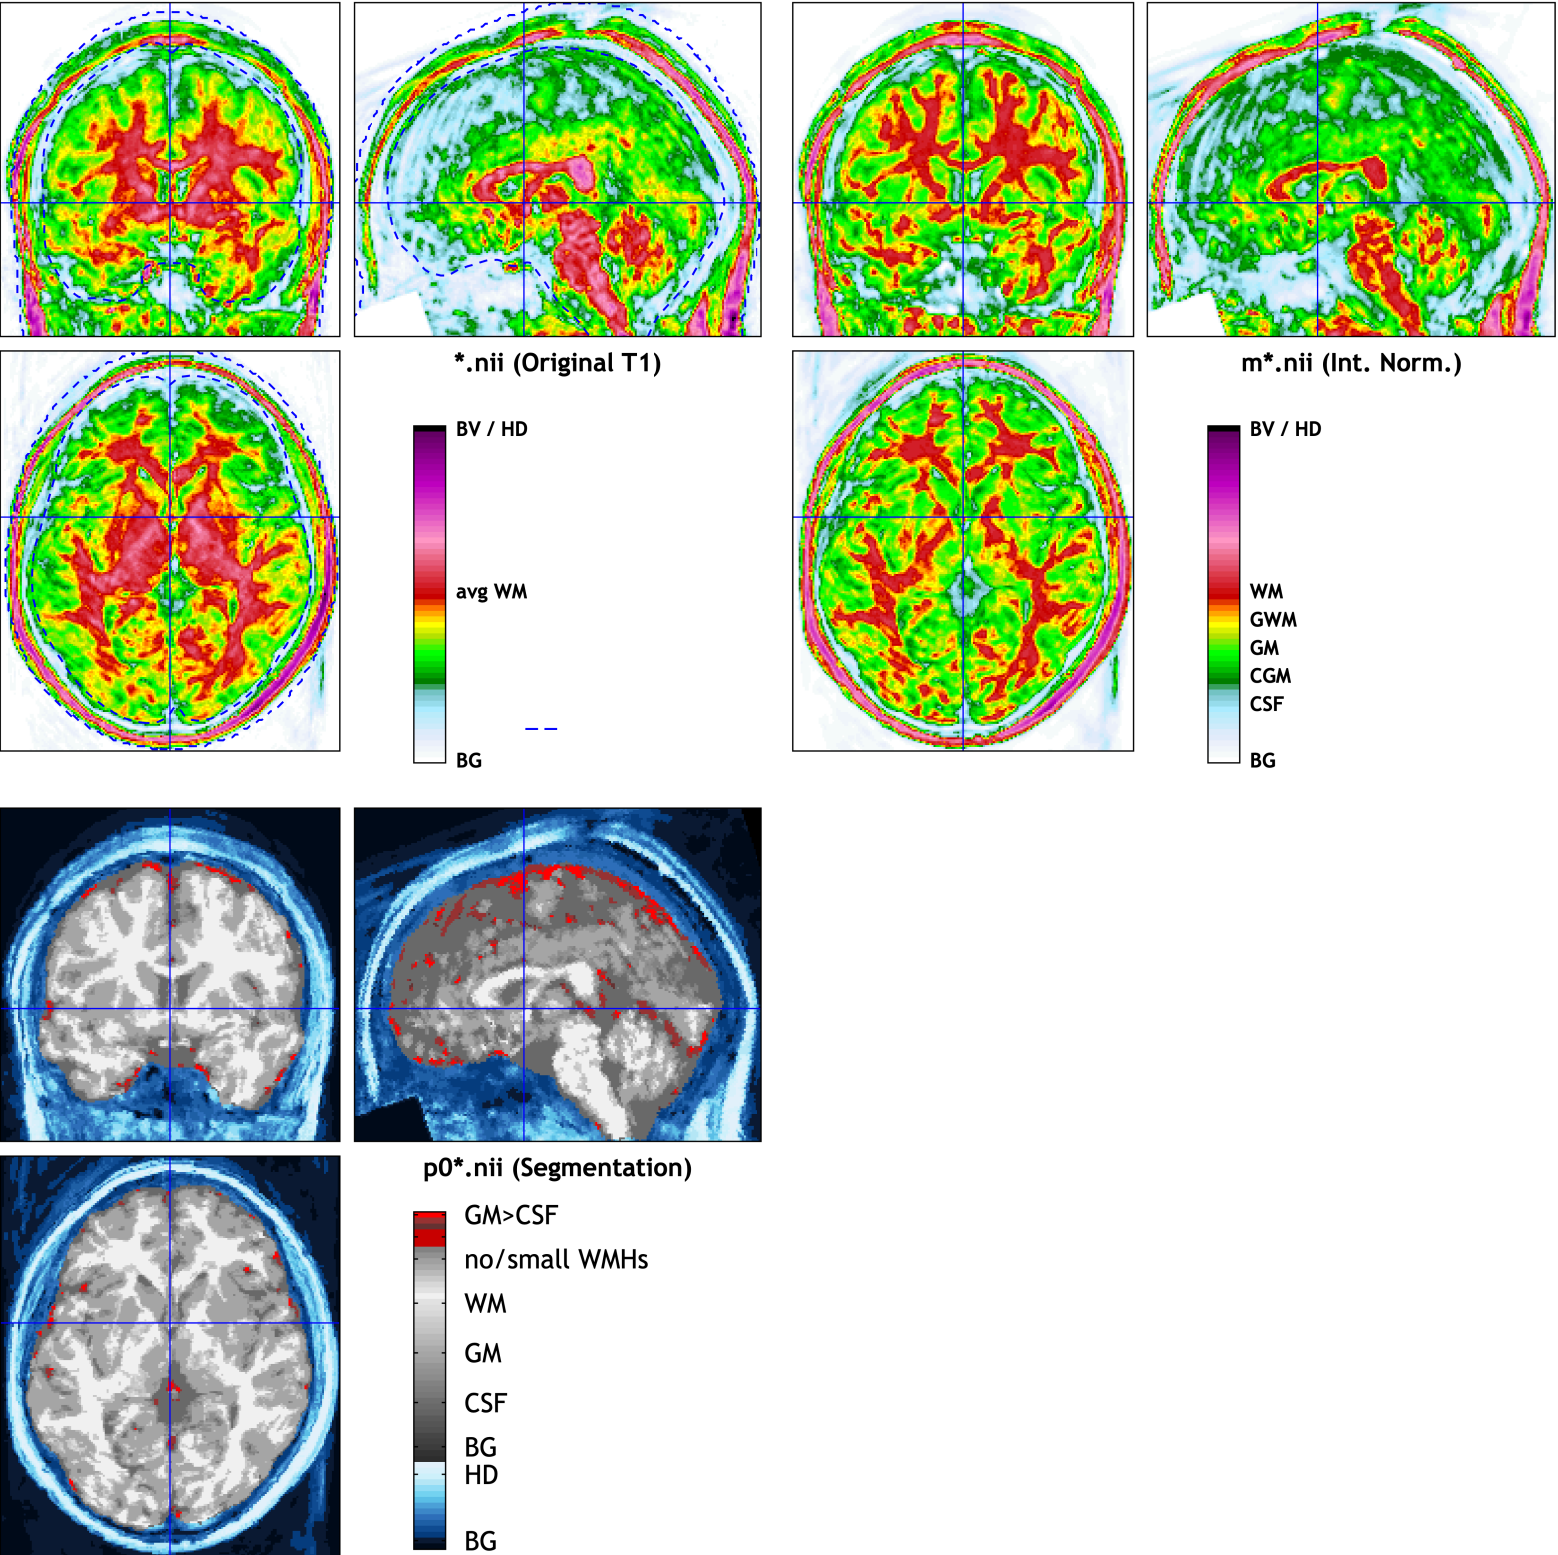 *.nii (Original T1)
BV / HD
avg WM
BG
m*.nii (Int. Norm.)
BV / HD
WM
GWM
GM
CGM
CSF
BG
p0*.nii (Segmentation)
GM>CSF
no/small WMHs
WM
GM
CSF
BG
HD
BG